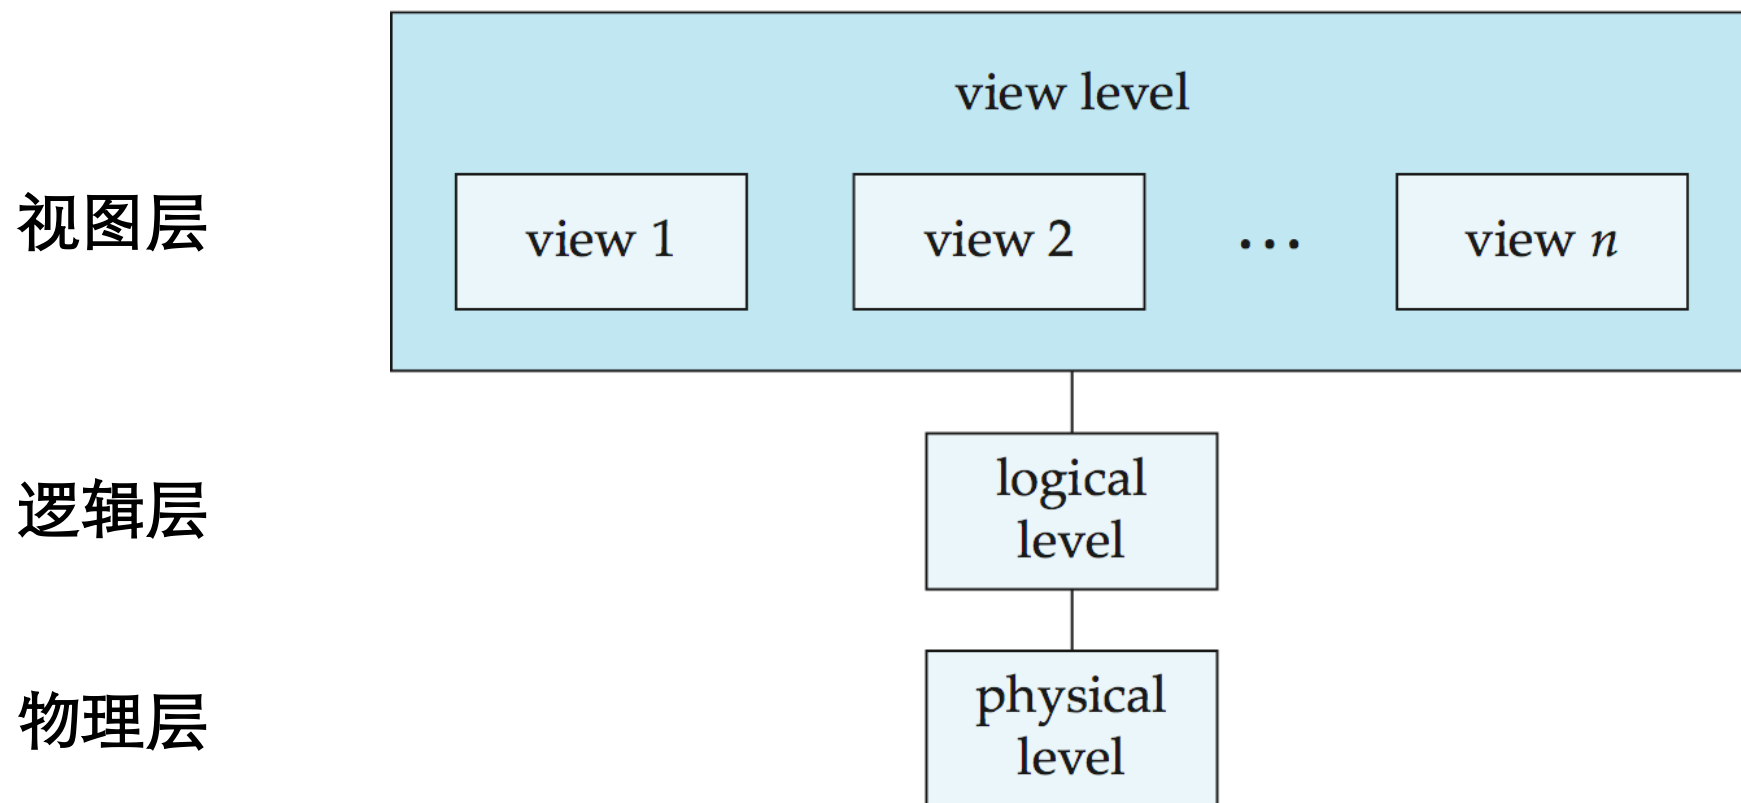 view level
视图层
view 1
view 2
...
view n
逻辑层
logical
level
物理层
physical
level